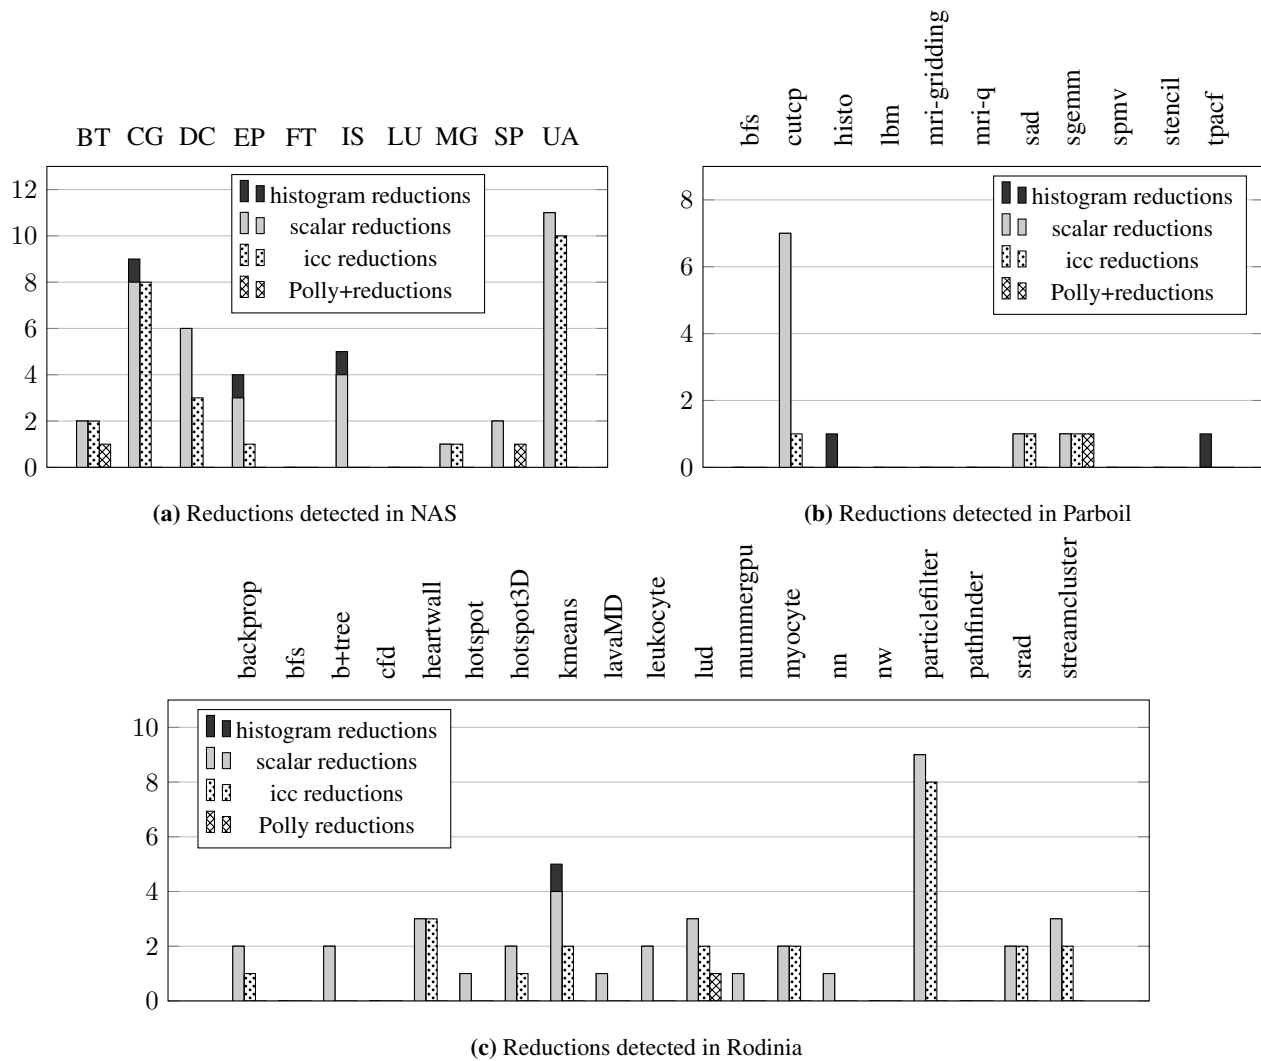 BT CG DC EP FT IS LU MG SP UA
12
10
8
6
4
2
0
histogram reductions
scalar reductions
icc reductions
Polly+reductions
(a) Reductions detected in NAS
bfs cutcp histo lbm mri-gridding mri-q sad sgemm spmv stencil tpacf
8
6
4
2
0
histogram reductions
scalar reductions
icc reductions
Polly+reductions
(b) Reductions detected in Parboil
backprop bfs b+tree cfd heartwall hotspot hotspot3D kmeans lavaMD leukocyte lud mummergpu myocyte nn nw particlefilter pathfinder srad streamcluster
10
8
6
4
2
0
histogram reductions
scalar reductions
icc reductions
Polly reductions
(c) Reductions detected in Rodinia